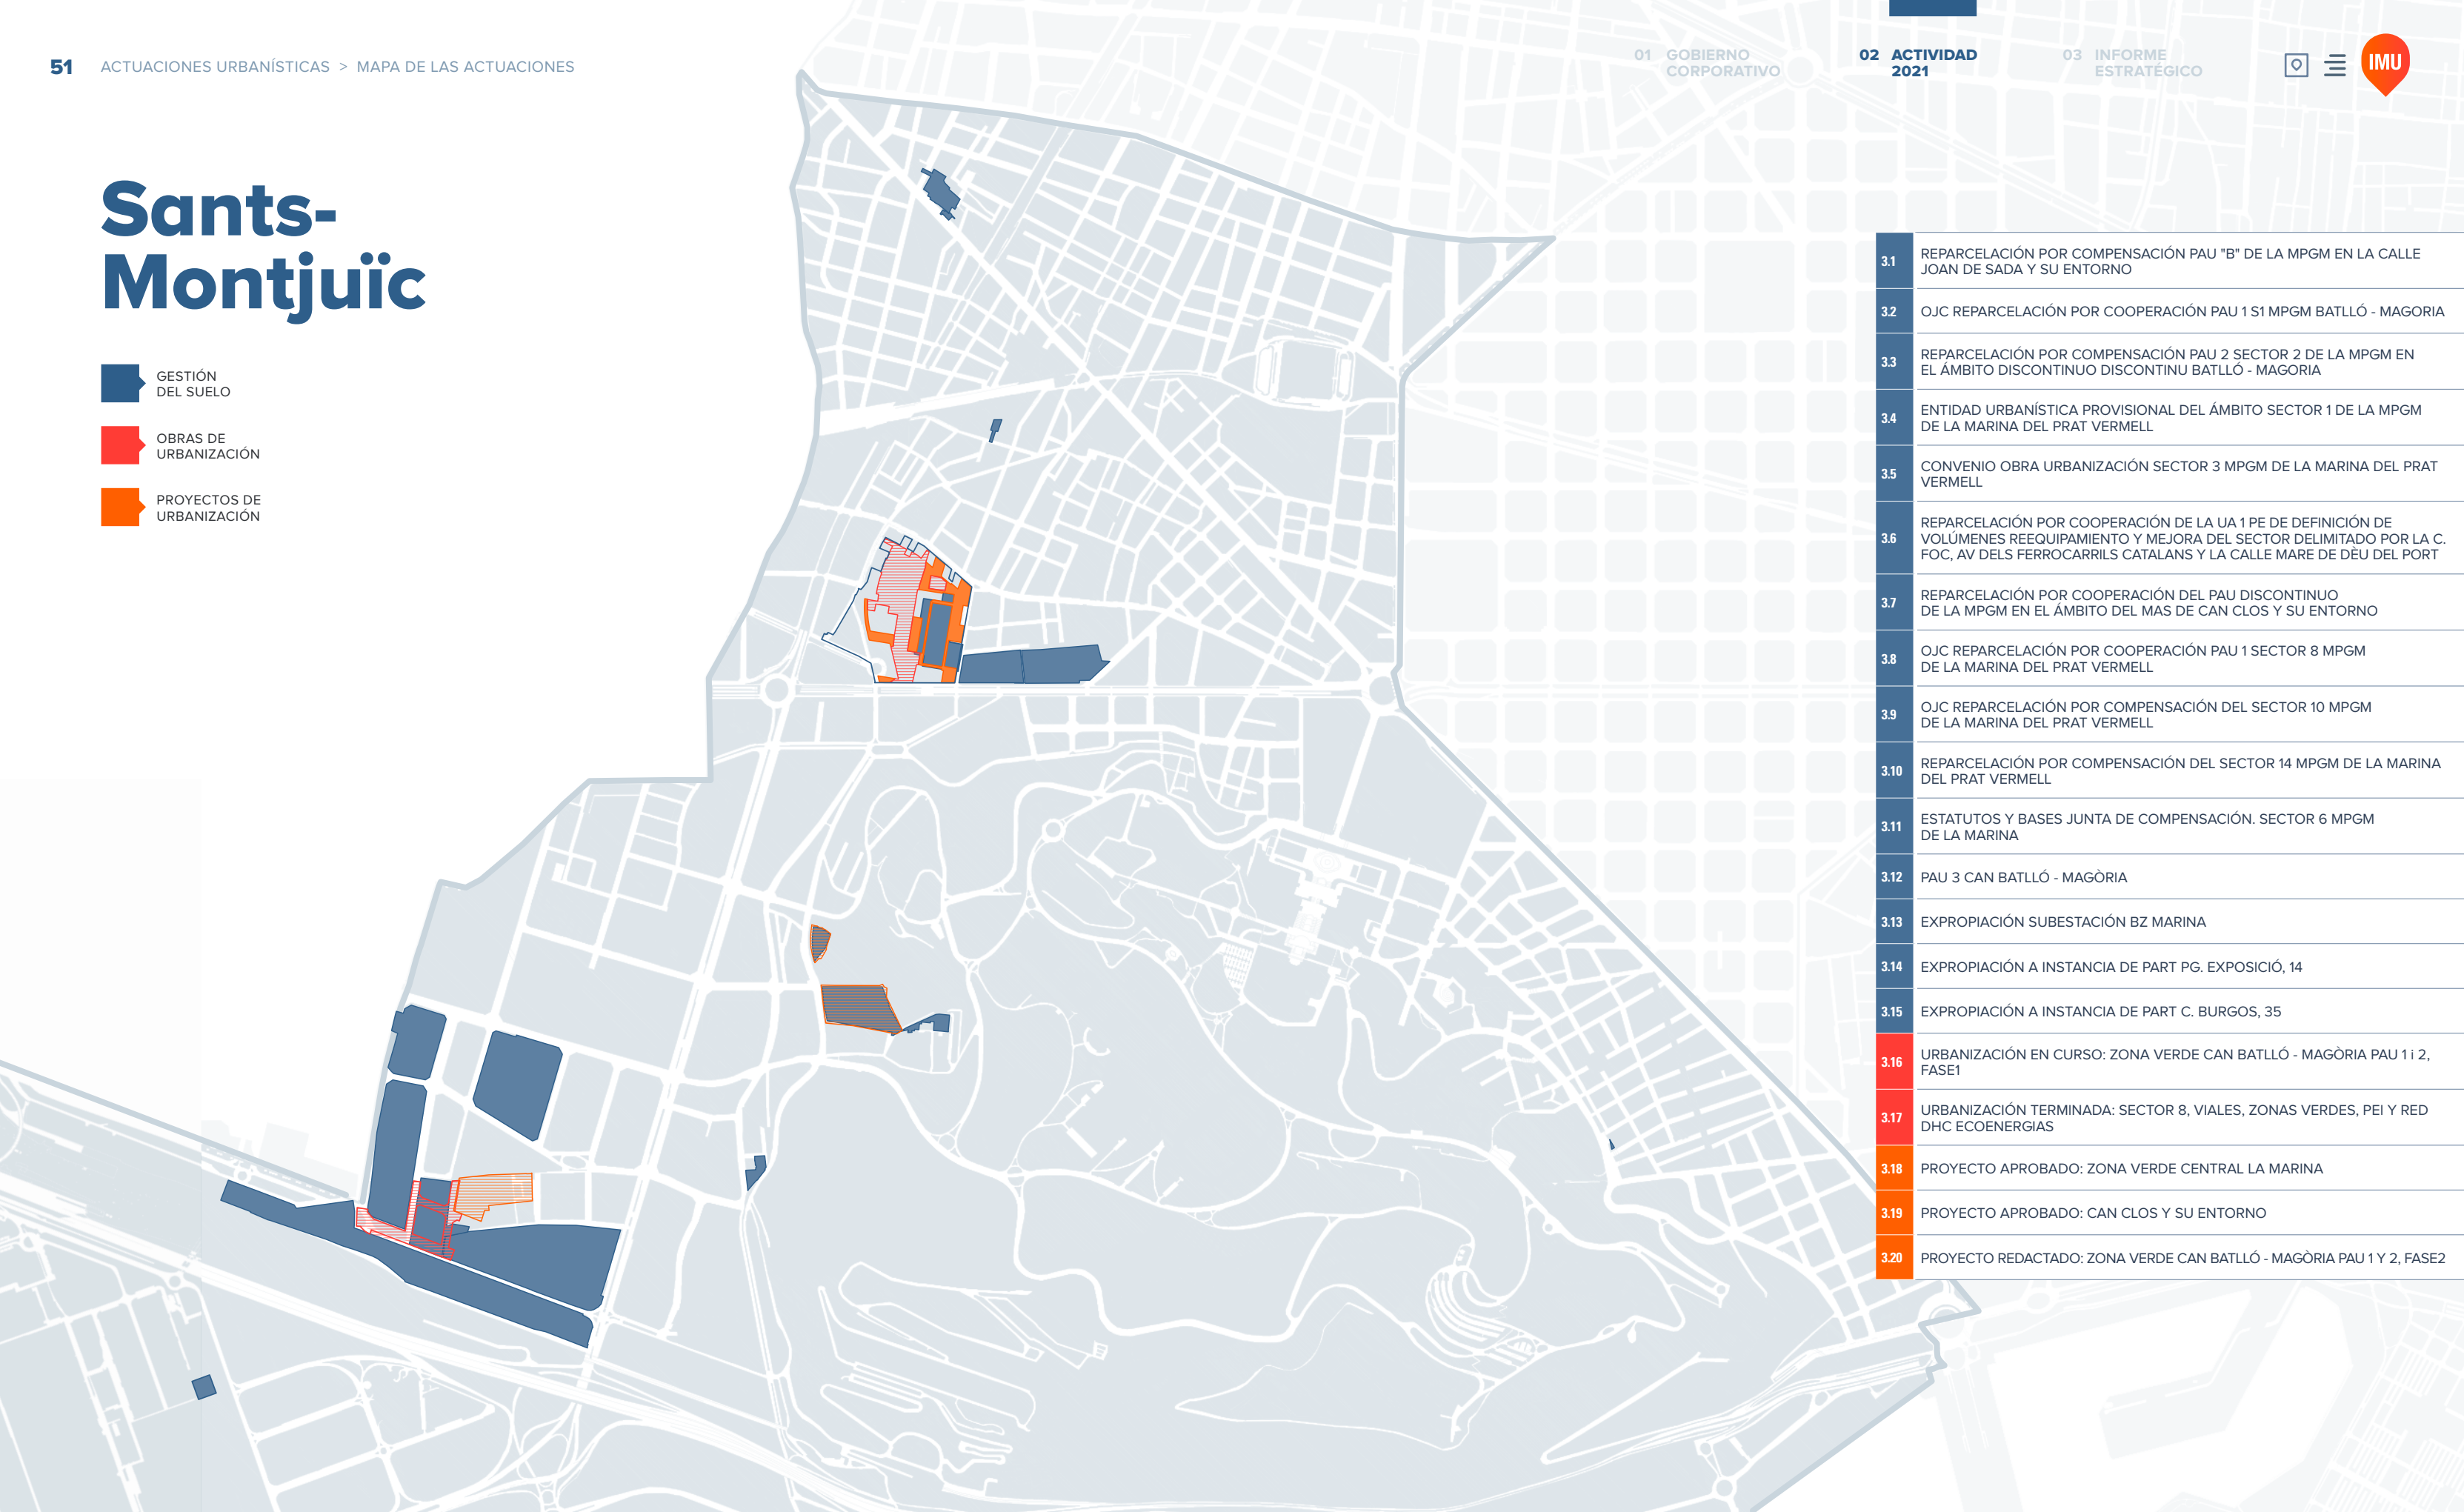 51 ACTUACIONES URBANÍSTICAS > MAPA DE LAS ACTUACIONES
01 GOBIERNO
CORPORATIVO
02 ACTIVIDAD
2021
03 INFORME
ESTRATÉGICO
IMU
Sants-
Montjuïc
GESTIÓN
DEL SUELO
OBRAS DE
URBANIZACIÓN
PROYECTOS DE
URBANIZACIÓN
3.1 REPARCELACIÓN POR COMPENSACIÓN PAU "B" DE LA MPGM EN LA CALLE
JOAN DE SADA Y SU ENTORNO
3.2 OJC REPARCELACIÓN POR COOPERACIÓN PAU 1 S1 MPGM BATLLÓ - MAGORIA
3.3 REPARCELACIÓN POR COMPENSACIÓN PAU 2 SECTOR 2 DE LA MPGM EN
EL ÁMBITO DISCONTINUO DISCONTINU BATLLÓ - MAGORIA
3.4 ENTIDAD URBANÍSTICA PROVISIONAL DEL ÁMBITO SECTOR 1 DE LA MPGM
DE LA MARINA DEL PRAT VERMELL
3.5 CONVENIO OBRA URBANIZACIÓN SECTOR 3 MPGM DE LA MARINA DEL PRAT
VERMELL
3.6 REPARCELACIÓN POR COOPERACIÓN DE LA UA 1 PE DE DEFINICIÓN DE
VOLÚMENES REEQUIPAMIENTO Y MEJORA DEL SECTOR DELIMITADO POR LA C.
FOC, AV DELS FERROCARRILS CATALANS Y LA CALLE MARE DE DÈU DEL PORT
3.7 REPARCELACIÓN POR COOPERACIÓN DEL PAU DISCONTINUO
DE LA MPGM EN EL ÁMBITO DEL MAS DE CAN CLOS Y SU ENTORNO
3.8 OJC REPARCELACIÓN POR COOPERACIÓN PAU 1 SECTOR 8 MPGM
DE LA MARINA DEL PRAT VERMELL
3.9 OJC REPARCELACIÓN POR COMPENSACIÓN DEL SECTOR 10 MPGM
DE LA MARINA DEL PRAT VERMELL
3.10 REPARCELACIÓN POR COMPENSACIÓN DEL SECTOR 14 MPGM DE LA MARINA
DEL PRAT VERMELL
3.11 ESTATUTOS Y BASES JUNTA DE COMPENSACIÓN. SECTOR 6 MPGM
DE LA MARINA
3.12 PAU 3 CAN BATLLÓ - MAGÒRIA
3.13 EXPROPIACIÓN SUBESTACIÓN BZ MARINA
3.14 EXPROPIACIÓN A INSTANCIA DE PART PG. EXPOSICIÓ, 14
3.15 EXPROPIACIÓN A INSTANCIA DE PART C. BURGOS, 35
3.16 URBANIZACIÓN EN CURSO: ZONA VERDE CAN BATLLÓ - MAGÒRIA PAU 1 i 2,
FASE1
3.17 URBANIZACIÓN TERMINADA: SECTOR 8, VIALES, ZONAS VERDES, PEI Y RED
DHC ECOENERGIAS
3.18 PROYECTO APROBADO: ZONA VERDE CENTRAL LA MARINA
3.19 PROYECTO APROBADO: CAN CLOS Y SU ENTORNO
3.20 PROYECTO REDACTADO: ZONA VERDE CAN BATLLÓ - MAGÒRIA PAU 1 Y 2, FASE2